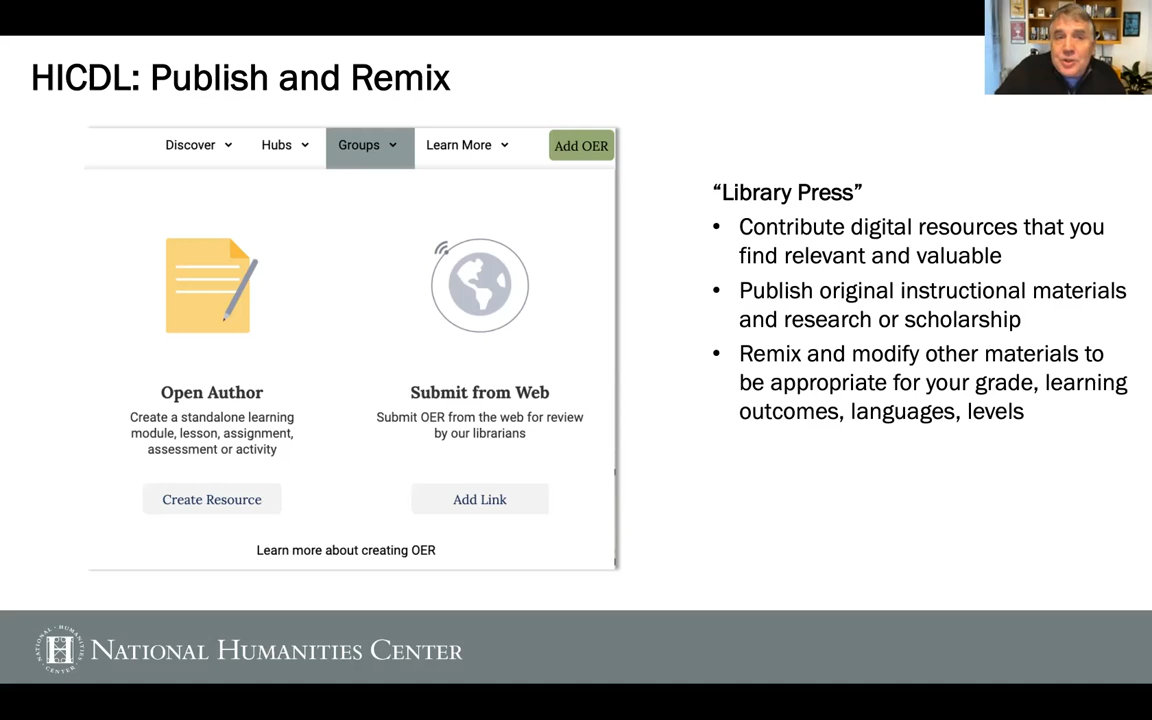 HICDL: Publish and Remix
Discover
Hubs
Groups
Learn More
Add OER
Open Author
Create a standalone learning
module, lesson, assignment,
assessment or activity
Create Resource
Submit from Web
Submit OER from the web for review
by our librarians
Add Link
Learn more about creating OER
“Library Press”
• Contribute digital resources that you
find relevant and valuable
• Publish original instructional materials
and research or scholarship
• Remix and modify other materials to
be appropriate for your grade, learning
outcomes, languages, levels
NATIONAL · HUMANITIES · CENTER ·
H
NATIONAL HUMANITIES CENTER